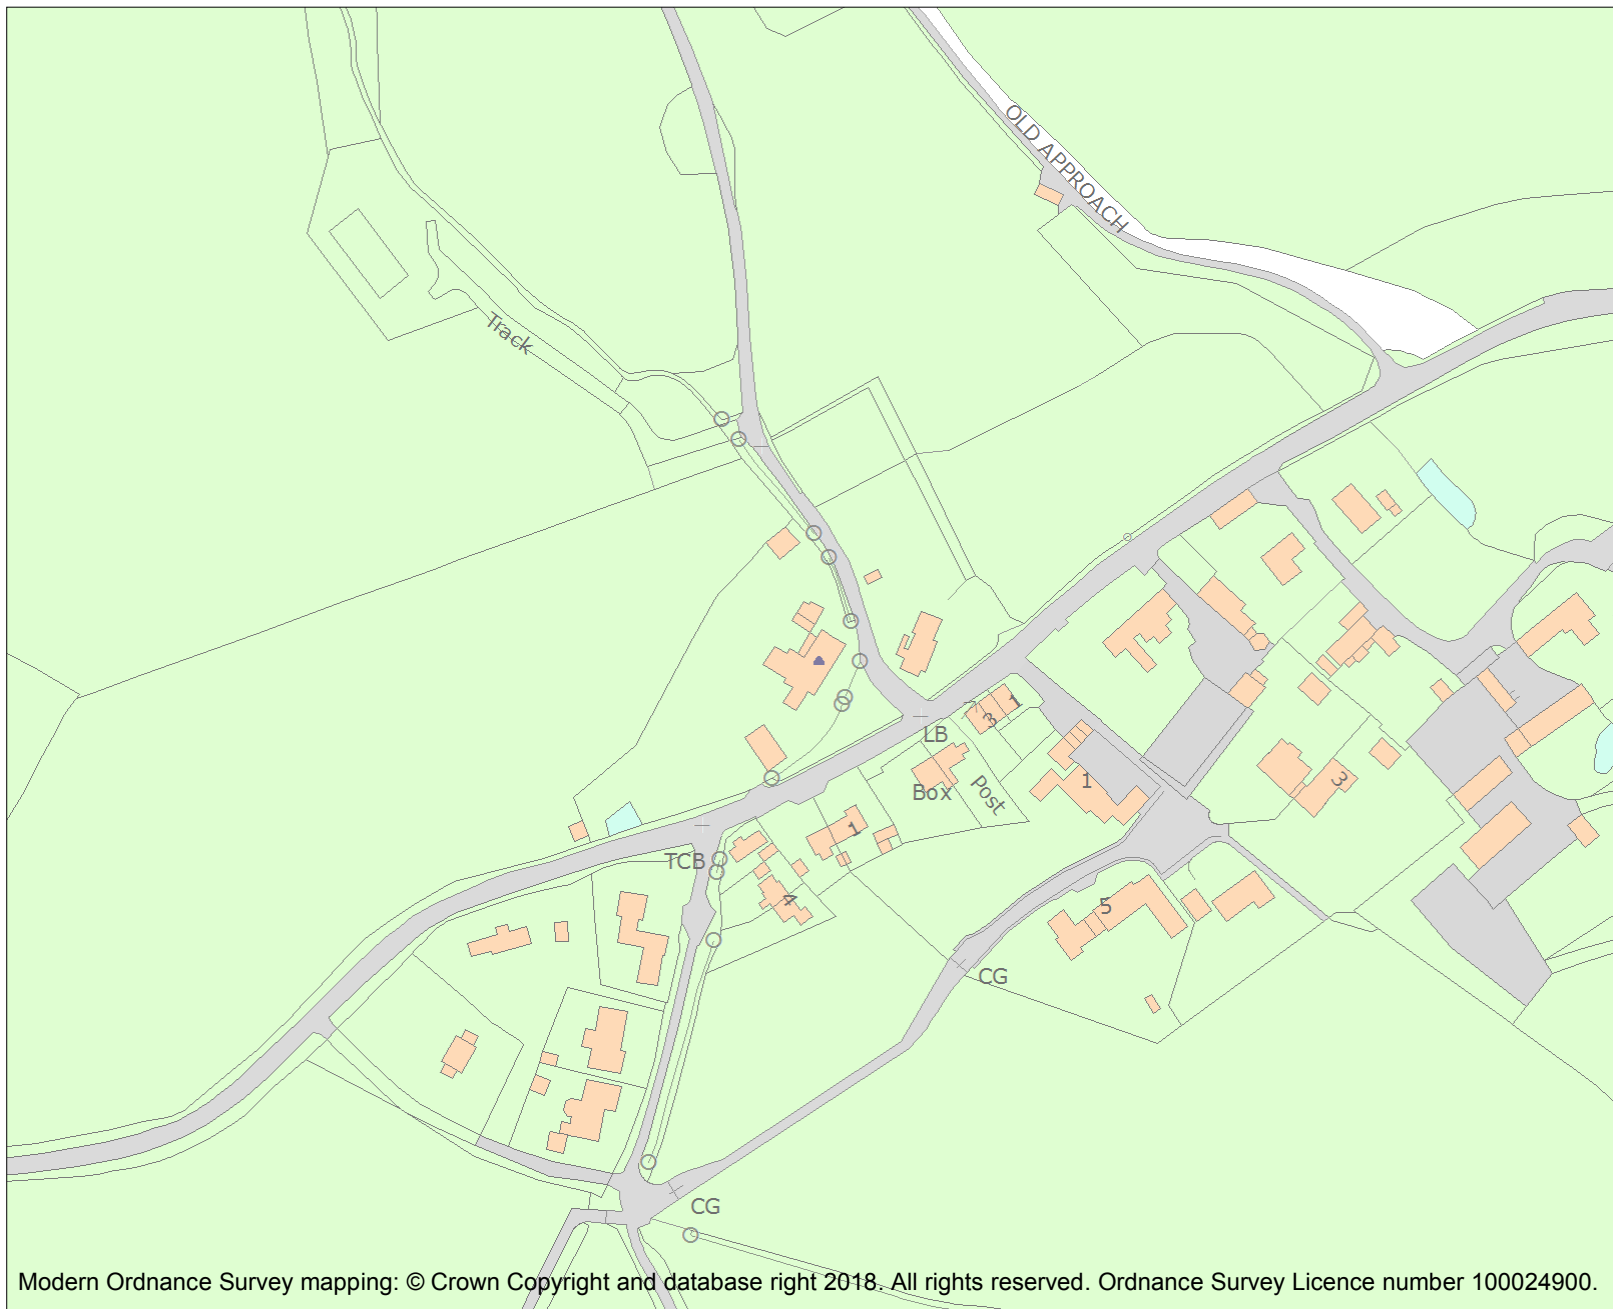 OLD APPROACH
Track
LB
1
3
Box
Post
1
3
1
TCB
4
5
CG
CG
Modern Ordnance Survey mapping: © Crown Copyright and database right 2018. All rights reserved. Ordnance Survey Licence number 100024900.